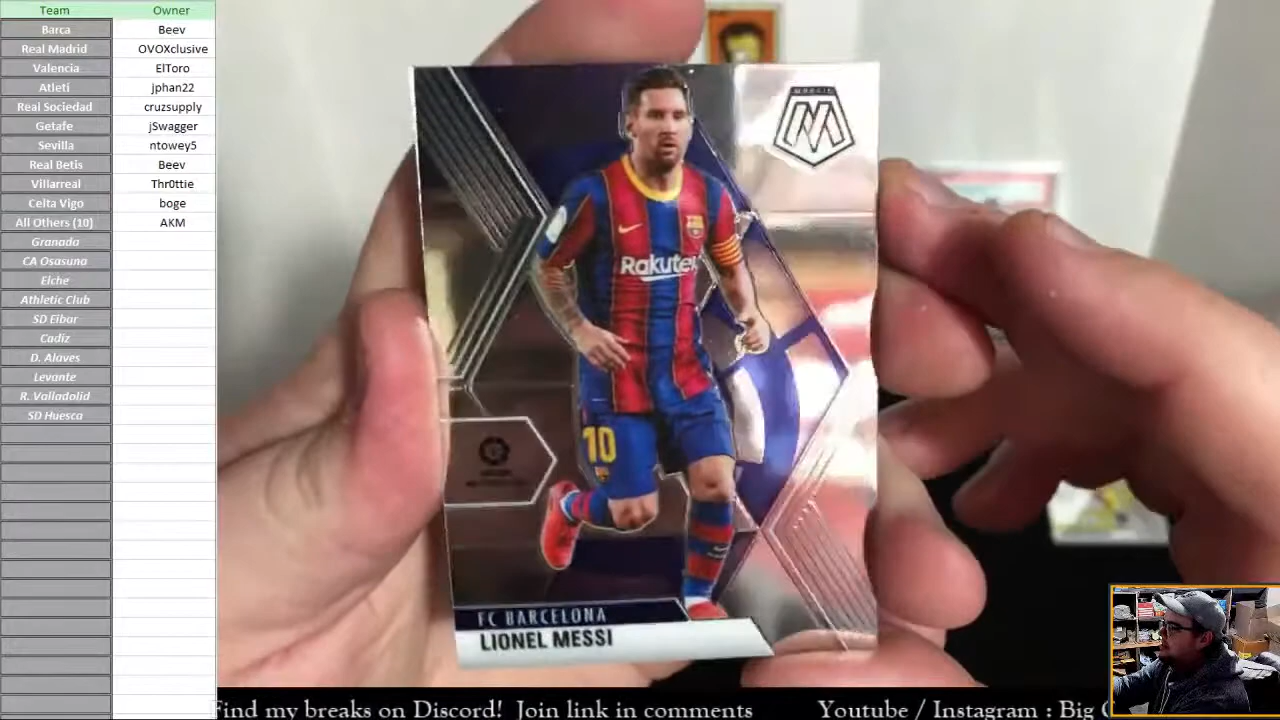 Team Owner
Barca Beev
Real Madrid OVOXclusive
Valencia ElToro
Atleti jphan22
Real Sociedad cruzsupply
Getafe jSwagger
Sevilla ntowey5
Real Betis Beev
Villarreal Thr0ttie
Celta Vigo boge
All Others (10) AKM
Granada
CA Osasuna
Elche
Athletic Club
SD Eibar
Cadiz
D. Alaves
Levante
R. Valladolid
SD Huesca
MOSAIC
M
Rakuten
10
FC BARCELONA
LIONEL MESSI
Find my breaks on Discord! Join link in comments Youtube / Instagram : Big